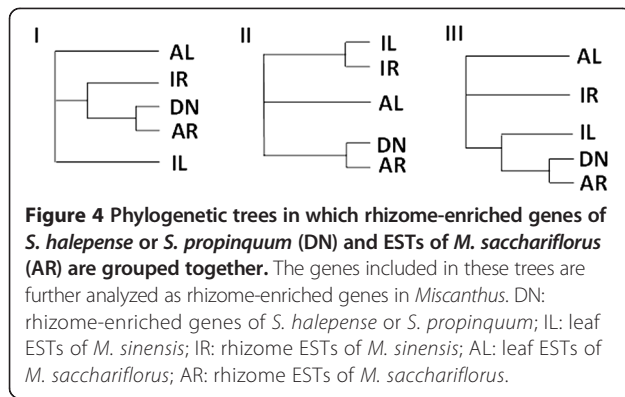 I
AL
IR
DN
AR
IL
II
IL
IR
AL
DN
AR
III
AL
IR
IL
DN
AR
Figure 4 Phylogenetic trees in which rhizome-enriched genes of
S. halepense or S. propinquum (DN) and ESTs of M. sacchariflorus
(AR) are grouped together. The genes included in these trees are
further analyzed as rhizome-enriched genes in Miscanthus. DN:
rhizome-enriched genes of S. halepense or S. propinquum; IL: leaf
ESTs of M. sinensis; IR: rhizome ESTs of M. sinensis; AL: leaf ESTs of
M. sacchariflorus; AR: rhizome ESTs of M. sacchariflorus.